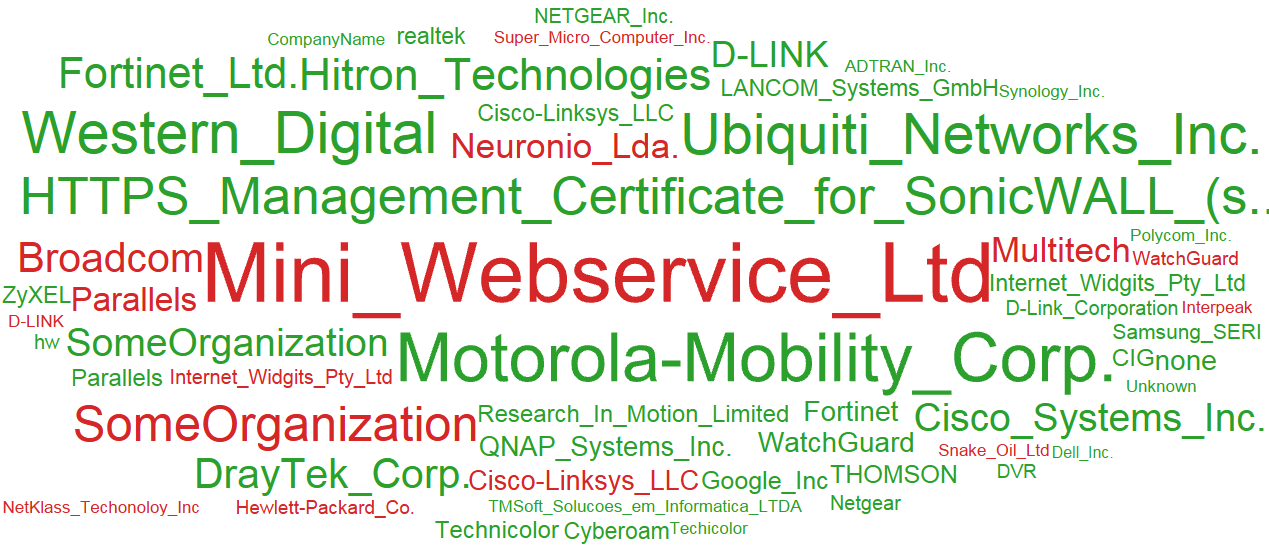 NETGEAR_Inc.
CompanyName realtek Super_Micro_Computer_Inc.
Fortinet_Ltd. Hitron_Technologies D-LINK ADTRAN_Inc.
LANCOM_Systems_GmbH Synology_Inc.
Cisco-Linksys_LLC
Western_Digital Neuronio_Lda. Ubiquiti_Networks_Inc.
HTTPS_Management_Certificate_for_SonicWALL_(s..
Polycom_Inc.
Broadcom Mini_Webservice_Ltd Multitech WatchGuard
ZyXEL Parallels Internet_Widgits_Pty_Ltd
D-LINK D-Link_Corporation Interpeak
hw SomeOrganization Motorola-Mobility_Corp. Samsung_SERI
CIG none
Parallels Internet_Widgits_Pty_Ltd Unknown
SomeOrganization Research_In_Motion_Limited Fortinet Cisco_Systems_Inc.
QNAP_Systems_Inc. WatchGuard Snake_Oil_Ltd Dell_Inc.
DrayTek_Corp. Cisco-Linksys_LLC Google_Inc THOMSON DVR
NetKlass_Techonoloy_Inc Hewlett-Packard_Co. TMSoft_Solucoes_em_Informatica_LTDA Netgear
Technicolor Cyberoam Techicolor